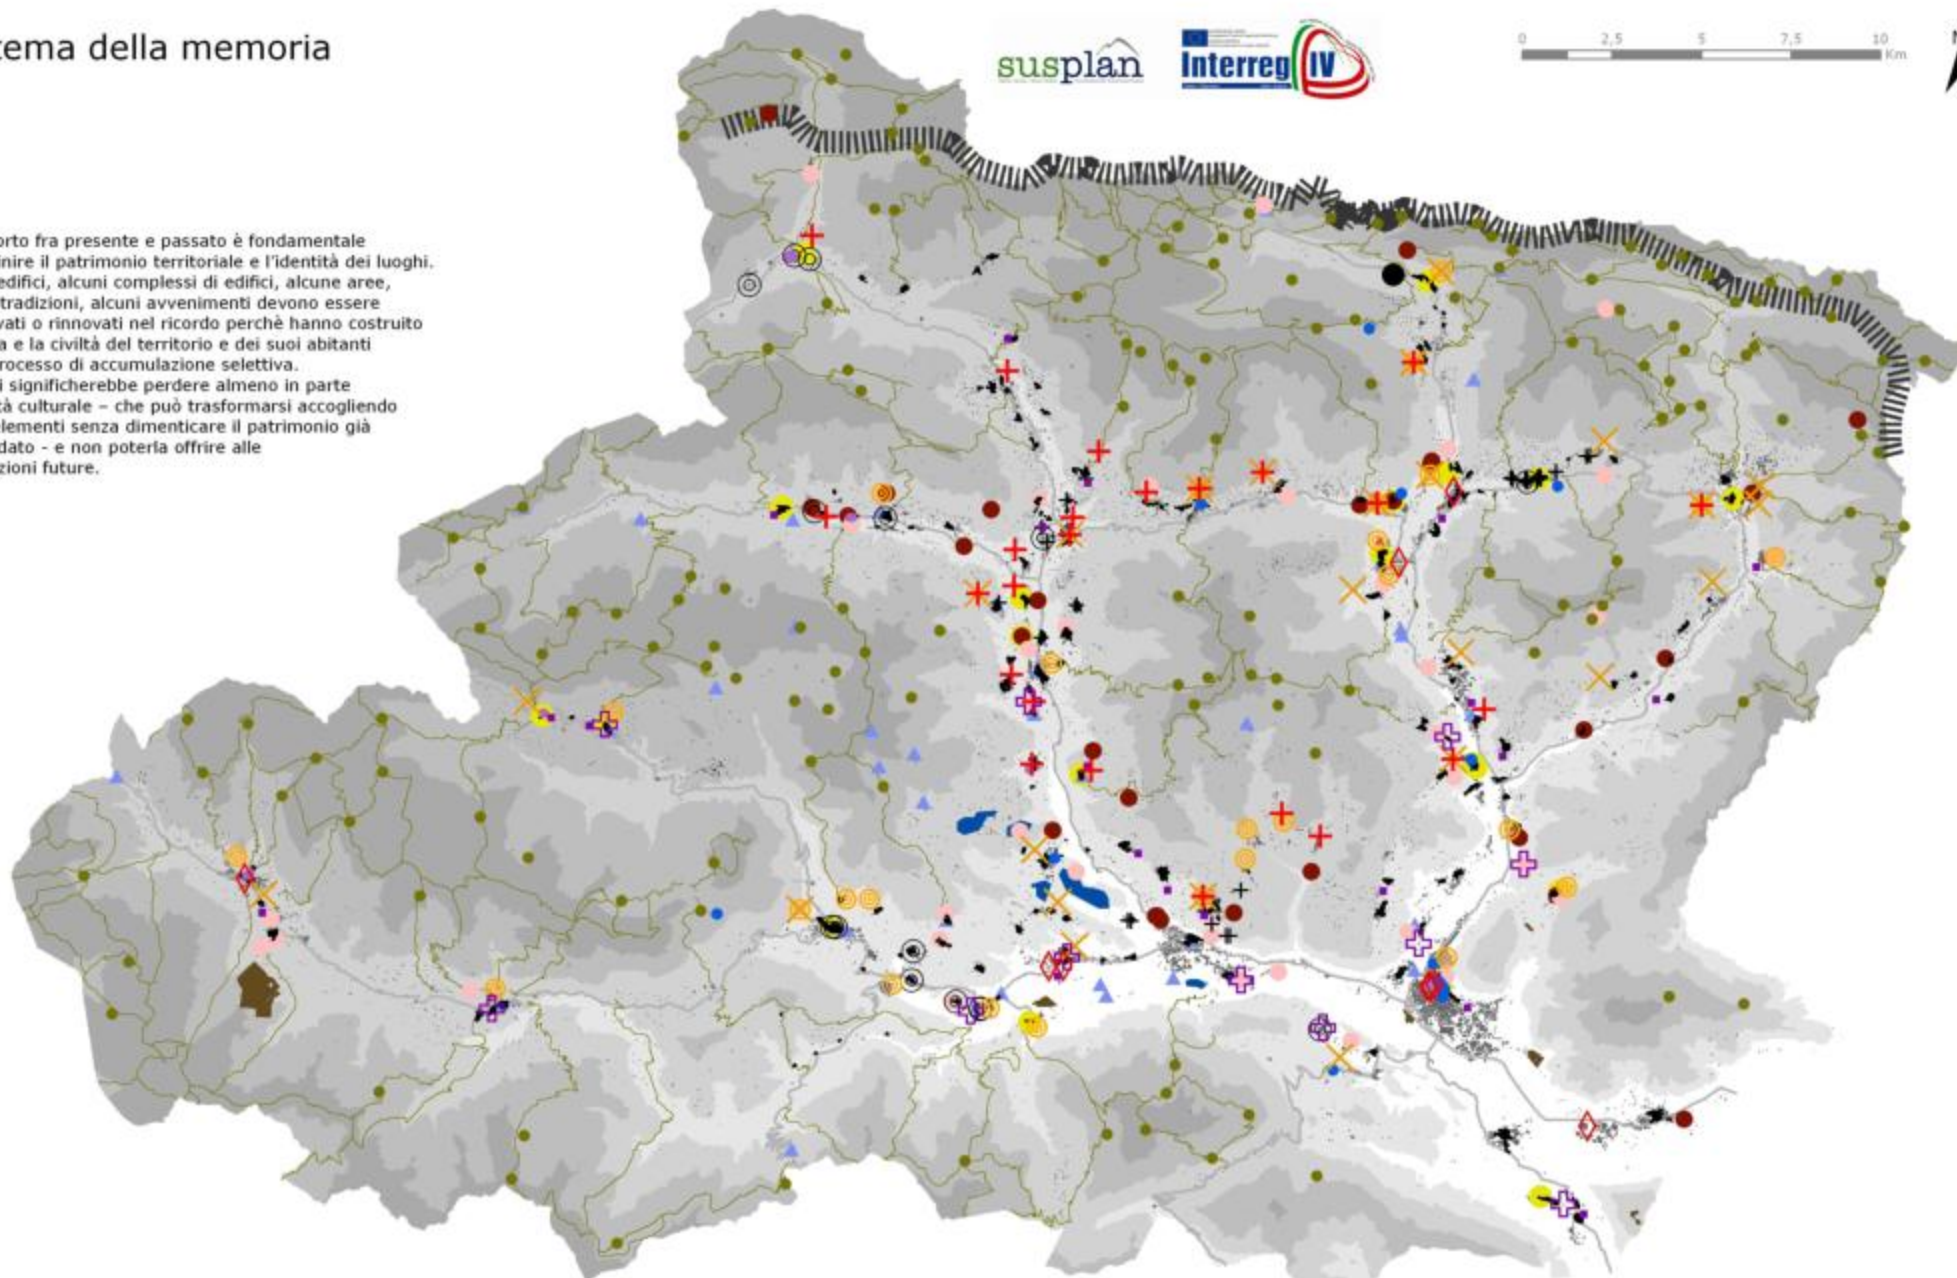 tema della memoria
susplan
Interreg IV
0 2,5 5 7,5 10
Km
orto fra presente e passato è fondamentale
inire il patrimonio territoriale e l'identità dei luoghi.
edifici, alcuni complessi di edifici, alcune aree,
tradizioni, alcuni avvenimenti devono essere
vati o rinnovati nel ricordo perchè hanno costruito
a e la civiltà del territorio e dei suoi abitanti
rocesso di accumulazione selettiva.
i significherebbe perdere almeno in parte
tà culturale – che può trasformarsi accogliendo
elementi senza dimenticare il patrimonio già
dato - e non poterla offrire alle
zioni future.